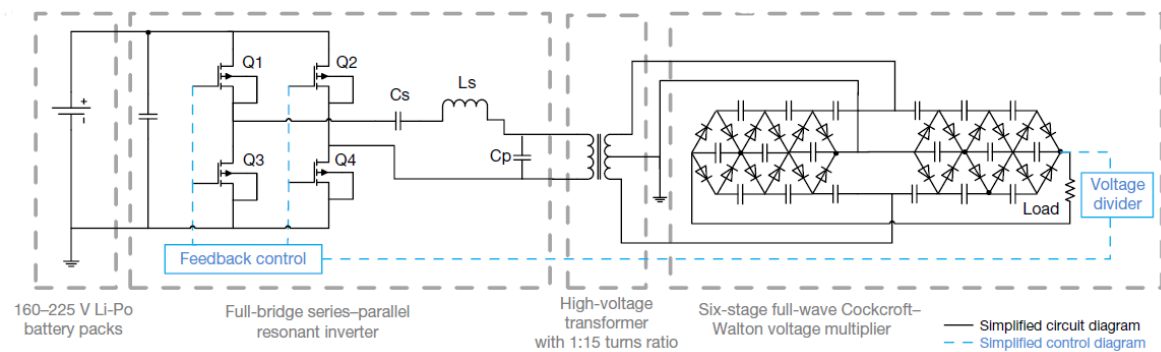 Q1
Q2
Cs
Ls
+
-
Cp
Q3
Q4
Load
Voltage
divider
Feedback control
160–225 V Li-Po
battery packs
Full-bridge series–parallel
resonant inverter
High-voltage
transformer
with 1:15 turns ratio
Six-stage full-wave Cockcroft–
Walton voltage multiplier
Simplified circuit diagram
Simplified control diagram